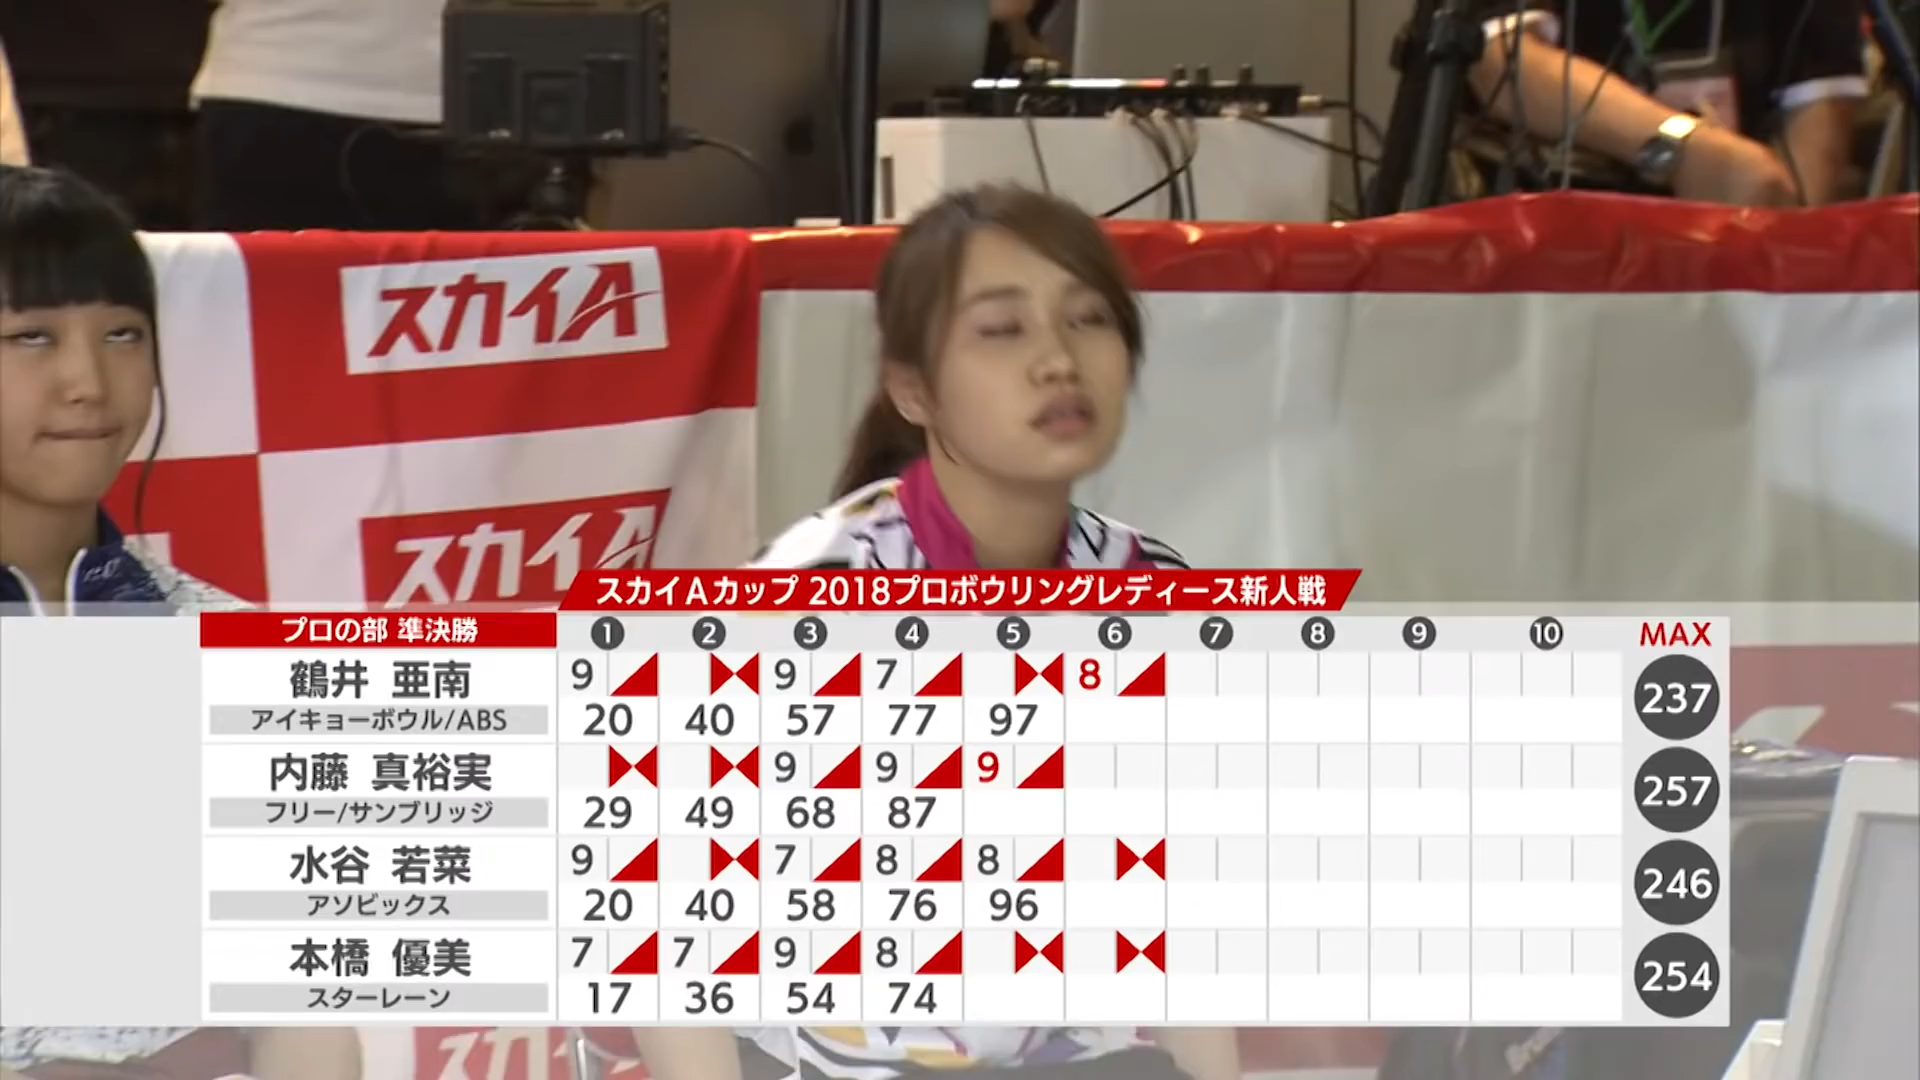 スカイA
スカイA
スカイAカップ 2018プロボウリングレディース新人戦
プロの部 準決勝 1 2 3 4 5 6 7 8 9 10 MAX
鶴井 亜南 9 9 7 8 237
アイキョーボウル/ABS 20 40 57 77 97
内藤 真裕実 9 9 9 257
フリー/サンブリッジ 29 49 68 87
水谷 若菜 9 7 8 8 246
アソビックス 20 40 58 76 96
本橋 優美 7 7 9 8 254
スターレーン 17 36 54 74
スカイ